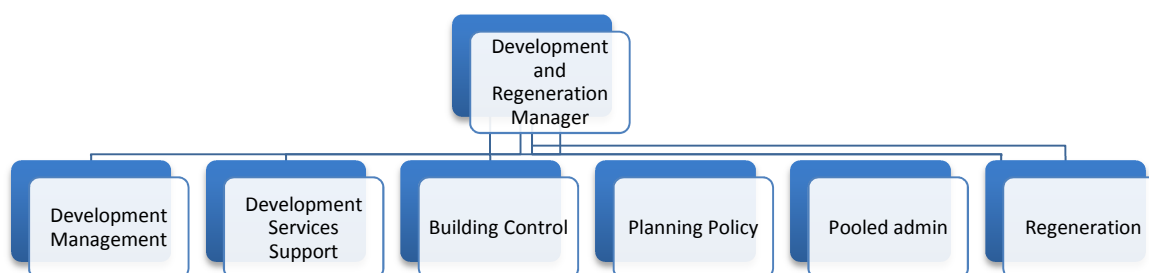 Development
and
Regeneration
Manager
Development
Management
Development
Services
Support
Building Control
Planning Policy
Pooled admin
Regeneration